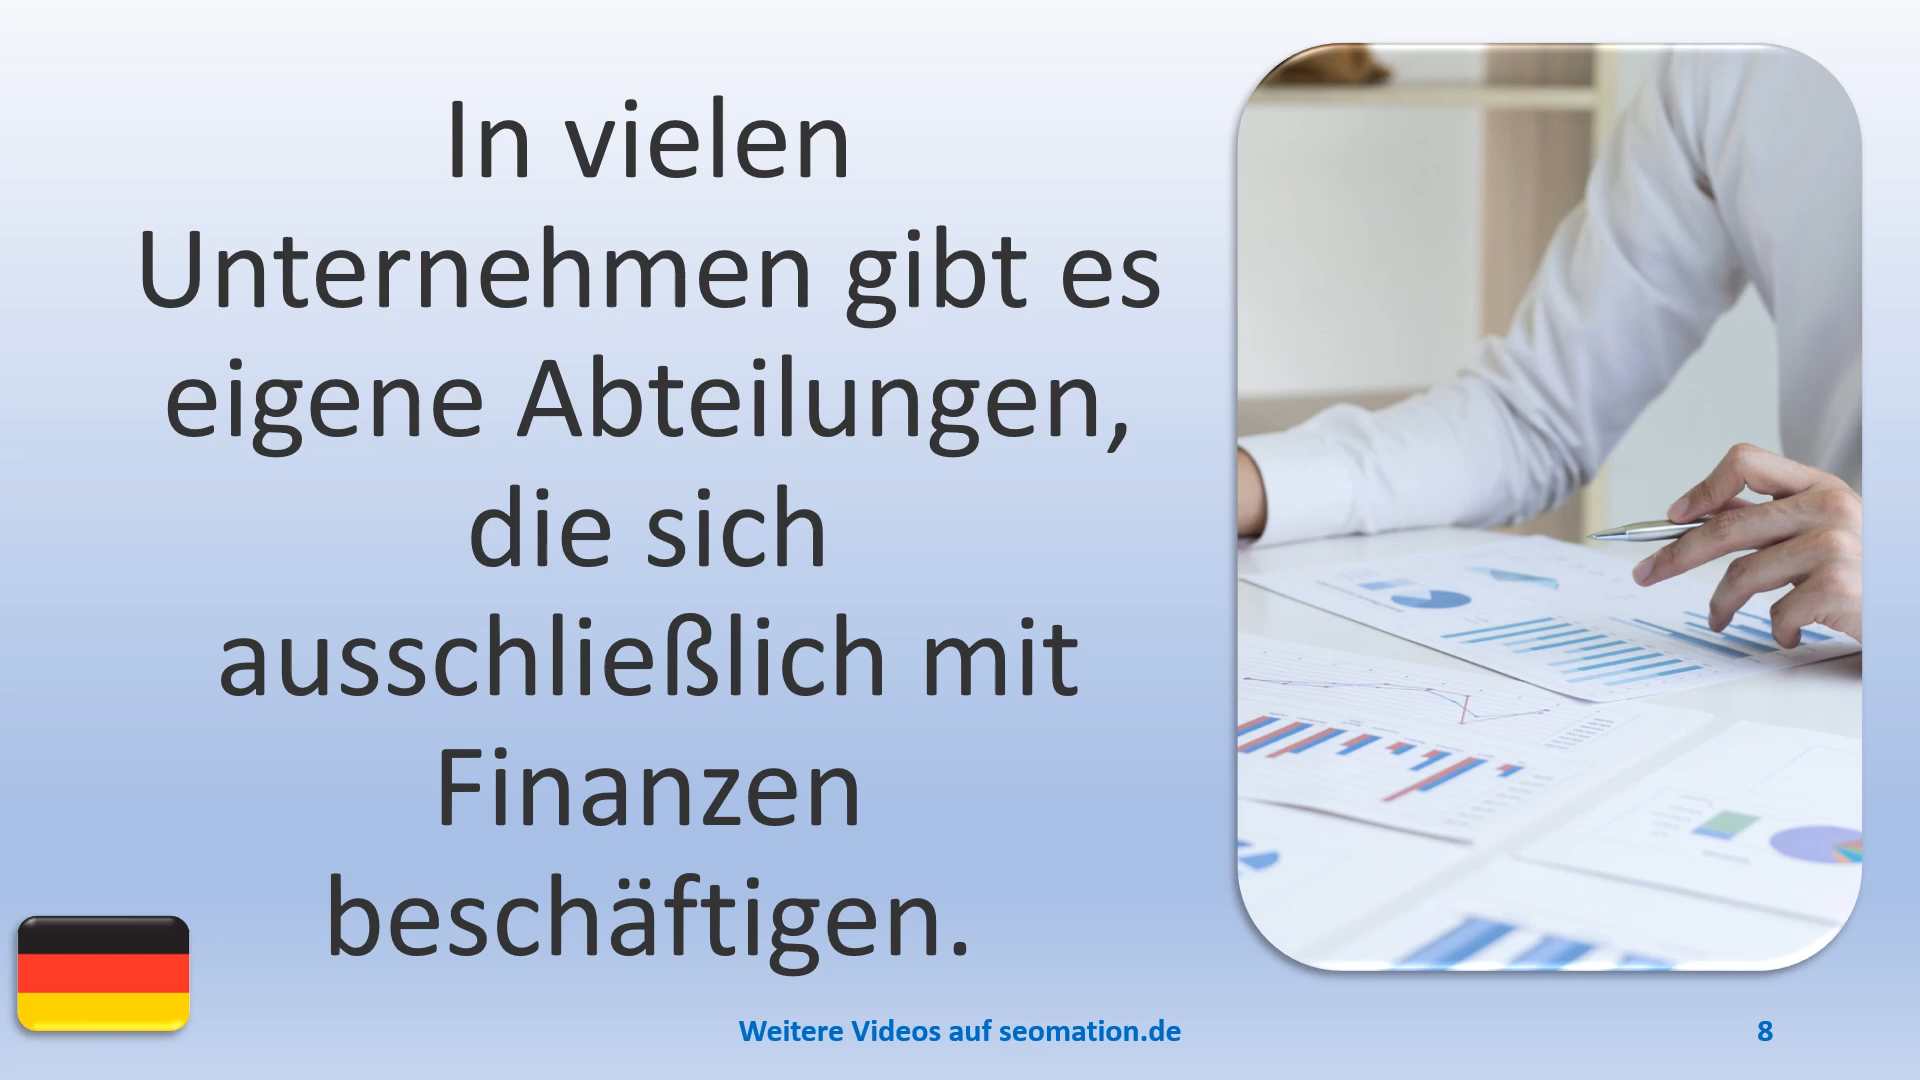 In vielen
Unternehmen gibt es
eigene Abteilungen,
die sich
ausschließlich mit
Finanzen
beschäftigen.
Weitere Videos auf seomation.de
8